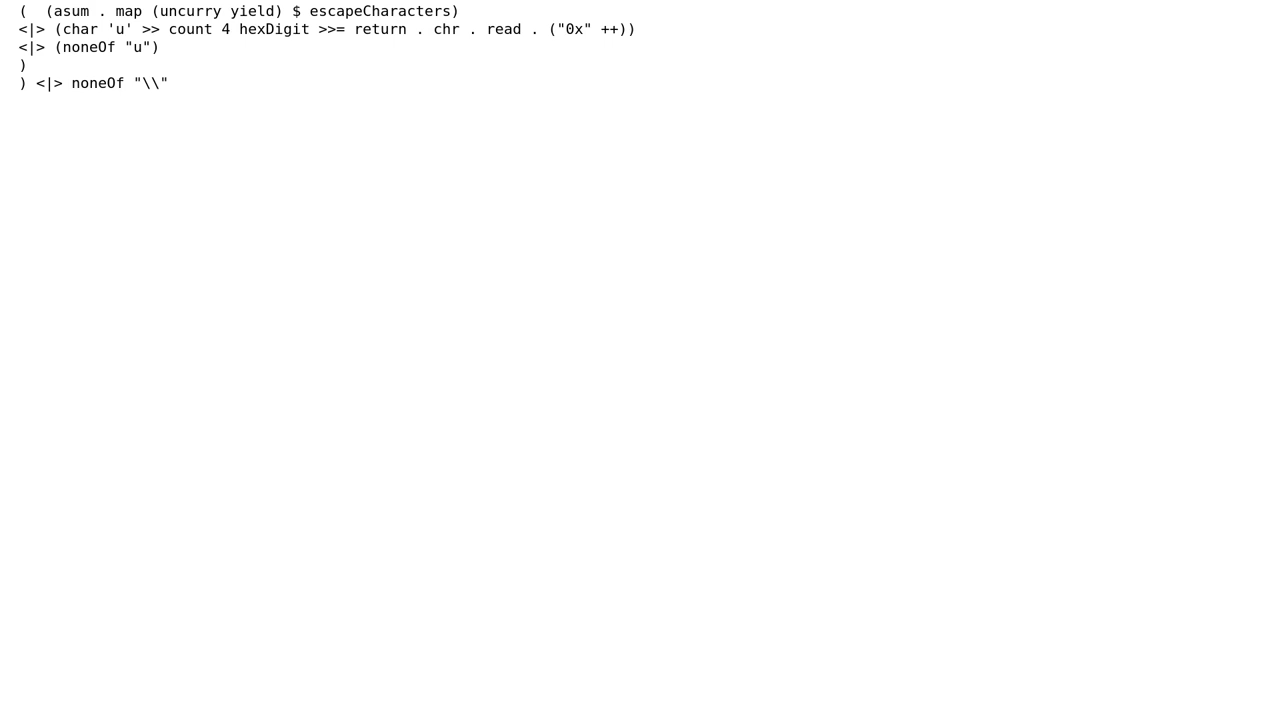 (  (asum . map (uncurry yield) $ escapeCharacters)
<|> (char 'u' >> count 4 hexDigit >>= return . chr . read . ("0x" ++))
<|> (noneOf "u")
)
) <|> noneOf "\\"